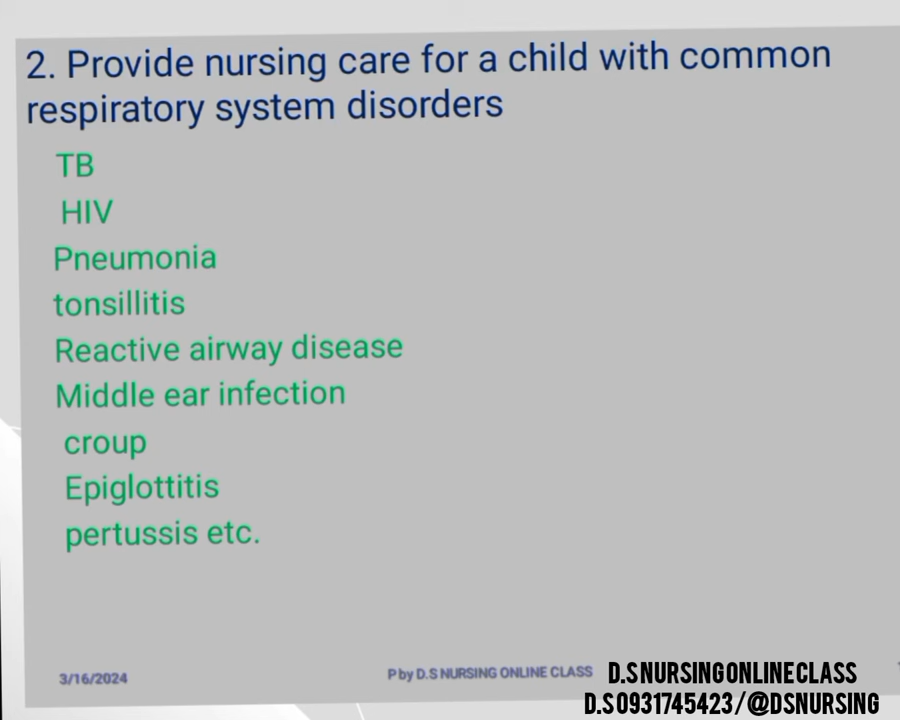 2. Provide nursing care for a child with common
respiratory system disorders
TB
HIV
Pneumonia
tonsillitis
Reactive airway disease
Middle ear infection
croup
Epiglottitis
pertussis etc.
3/16/2024
P by D.S NURSING ONLINE CLASS
D.S NURSING ONLINE CLASS
D.S 0931745423 / @DSNURSING